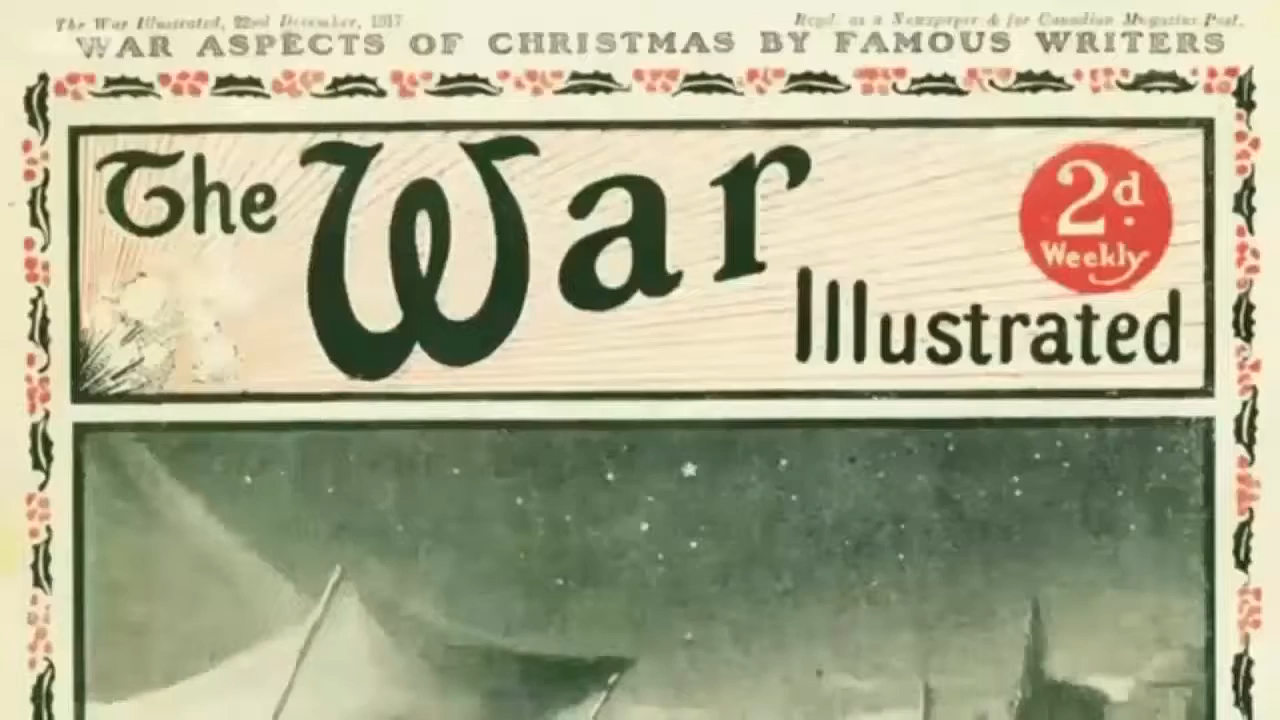 The War Illustrated, 22nd December, 1917
Regd. as a Newspaper & for Canadian Magazine Post.
WAR ASPECTS OF CHRISTMAS BY FAMOUS WRITERS
The War
Illustrated
2d.
Weekly